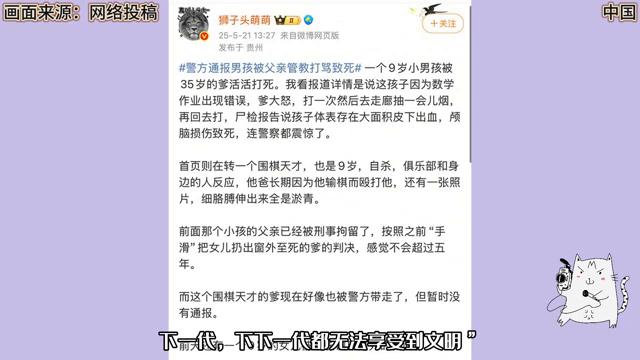 画面来源：网络投稿
中国
狮子头萌萌
25-5-21 13:27 来自微博网页版
发布于 贵州
+关注
#警方通报男孩被父亲管教打骂致死# 一个9岁小男孩被
35岁的爹活活打死。我看报道详情是说这孩子因为数学
作业出现错误，爹大怒，打一次然后去走廊抽一会儿烟，
再回去打，尸检报告说孩子体表存在大面积皮下出血，颅
脑损伤致死，连警察都震惊了。
首页则在转一个围棋天才，也是9岁，自杀，俱乐部和身
边的人反应，他爸长期因为他输棋而殴打他，还有一张照
片，细胳膊伸出来全是淤青。
前面那个小孩的父亲已经被刑事拘留了，按照之前“手
滑”把女儿扔出窗外至死的爹的判决，感觉不会超过五
年。
而这个围棋天才的爹现在好像也被警方带走了，但暂时没
有通报。
下一代，下下一代都无法享受到文明”